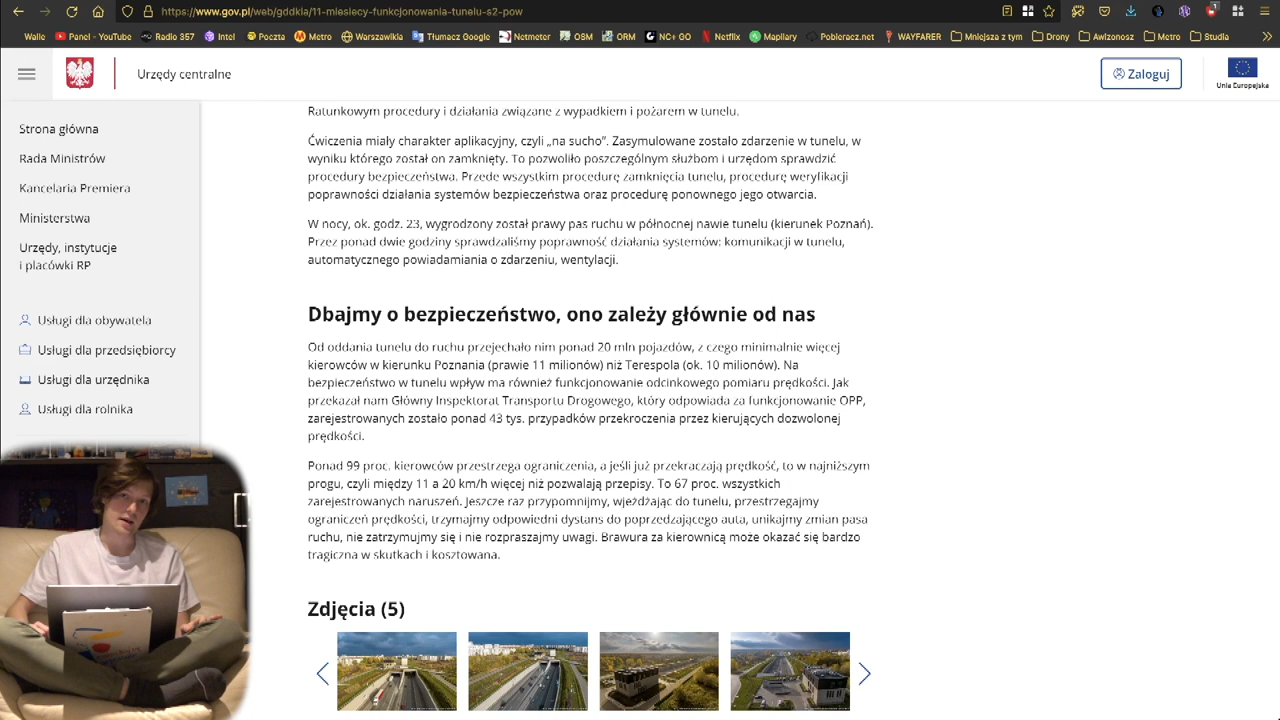 https://www.gov.pl/web/gddkia/11-miesiecy-funkcjonowania-tunelu-s2-pow
Walle Panel - YouTube Radio 357 Intel Poczta Metro Warszawikia Tłumacz Google Netmeter OSM ORM NC+ GO Netflix Mapilary Pobieracz.net WAYFARER Mniejsza z tym Drony Awizonosz Metro Studia
Urzędy centralne
Zaloguj
Unia Europejska
Strona główna
Rada Ministrów
Kancelaria Premiera
Ministerstwa
Urzędy, instytucje
i placówki RP
Usługi dla obywatela
Usługi dla przedsiębiorcy
Usługi dla urzędnika
Usługi dla rolnika
Ratunkowym procedury i działania związane z wypadkiem i pożarem w tunelu.
Ćwiczenia miały charakter aplikacyjny, czyli „na sucho”. Zasymulowane zostało zdarzenie w tunelu, w
wyniku którego został on zamknięty. To pozwoliło poszczególnym służbom i urzędom sprawdzić
procedury bezpieczeństwa. Przede wszystkim procedurę zamknięcia tunelu, procedurę weryfikacji
poprawności działania systemów bezpieczeństwa oraz procedurę ponownego jego otwarcia.
W nocy, ok. godz. 23, wygrodzony został prawy pas ruchu w północnej nawie tunelu (kierunek Poznań).
Przez ponad dwie godziny sprawdzaliśmy poprawność działania systemów: komunikacji w tunelu,
automatycznego powiadamiania o zdarzeniu, wentylacji.
Dbajmy o bezpieczeństwo, ono zależy głównie od nas
Od oddania tunelu do ruchu przejechało nim ponad 20 mln pojazdów, z czego minimalnie więcej
kierowców w kierunku Poznania (prawie 11 milionów) niż Terespola (ok. 10 milionów). Na
bezpieczeństwo w tunelu wpływ ma również funkcjonowanie odcinkowego pomiaru prędkości. Jak
przekazał nam Główny Inspektorat Transportu Drogowego, który odpowiada za funkcjonowanie OPP,
zarejestrowanych zostało ponad 43 tys. przypadków przekroczenia przez kierujących dozwolonej
prędkości.
Ponad 99 proc. kierowców przestrzega ograniczenia, a jeśli już przekraczają prędkość, to w najniższym
progu, czyli między 11 a 20 km/h więcej niż pozwalają przepisy. To 67 proc. wszystkich
zarejestrowanych naruszeń. Jeszcze raz przypomnijmy, wjeżdżając do tunelu, przestrzegajmy
ograniczeń prędkości, trzymajmy odpowiedni dystans do poprzedzającego auta, unikajmy zmian pasa
ruchu, nie zatrzymujmy się i nie rozpraszajmy uwagi. Brawura za kierownicą może okazać się bardzo
tragiczna w skutkach i kosztowana.
Zdjęcia (5)